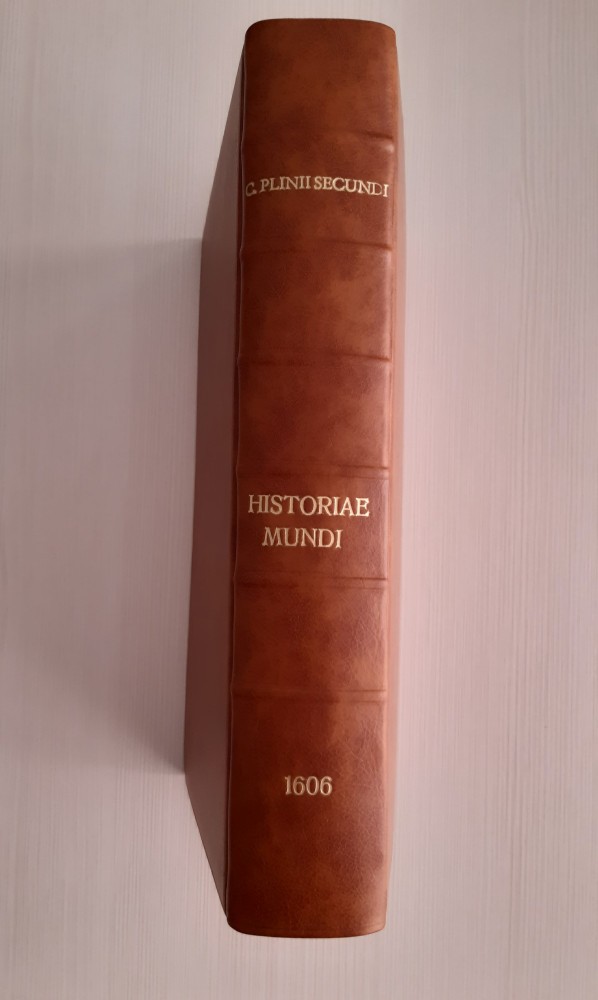 C. PLINII SECUNDI
HISTORIAE
MUNDI
1606